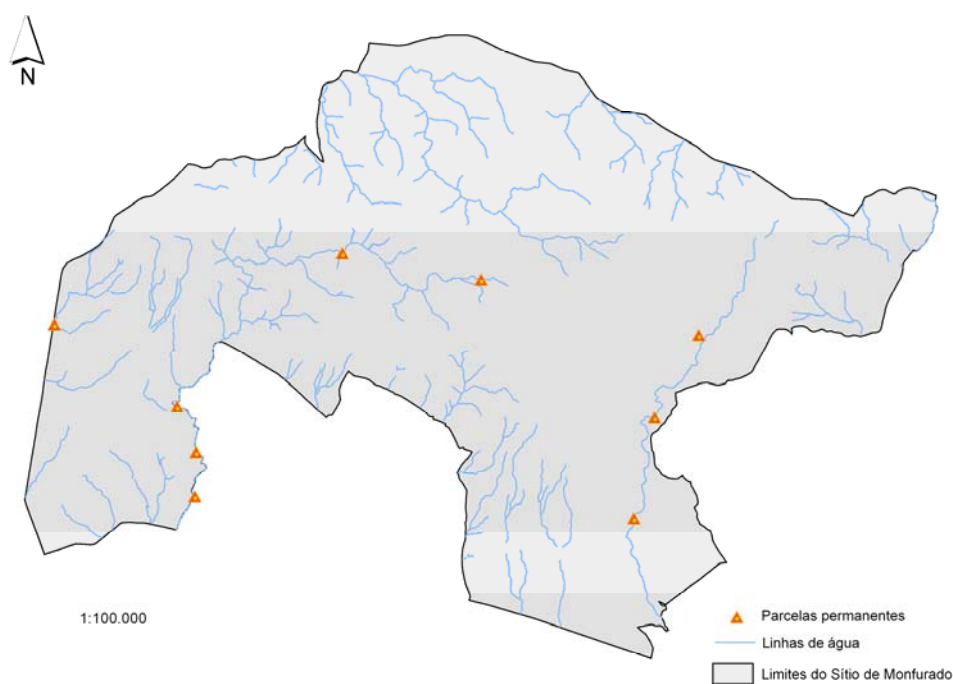 N
1:100.000
Parcelas permanentes
Linhas de água
Limites do Sítio de Monfurado